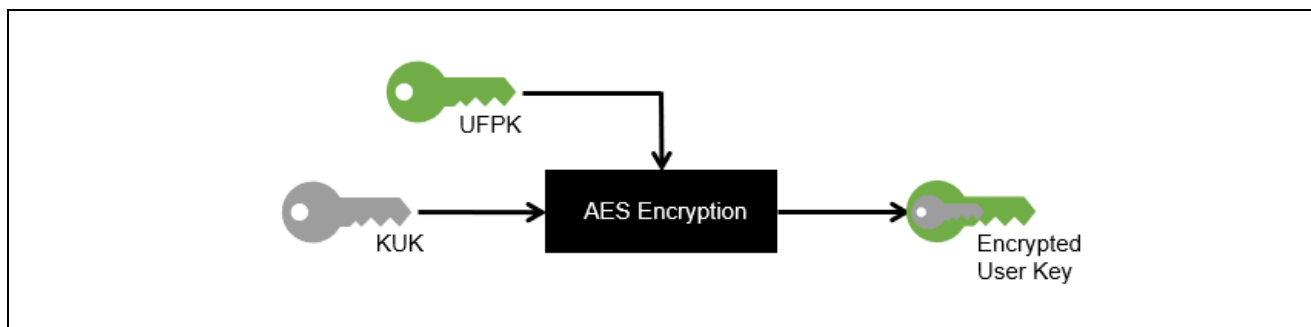 UFPK
AES Encryption
KUK
Encrypted
User Key